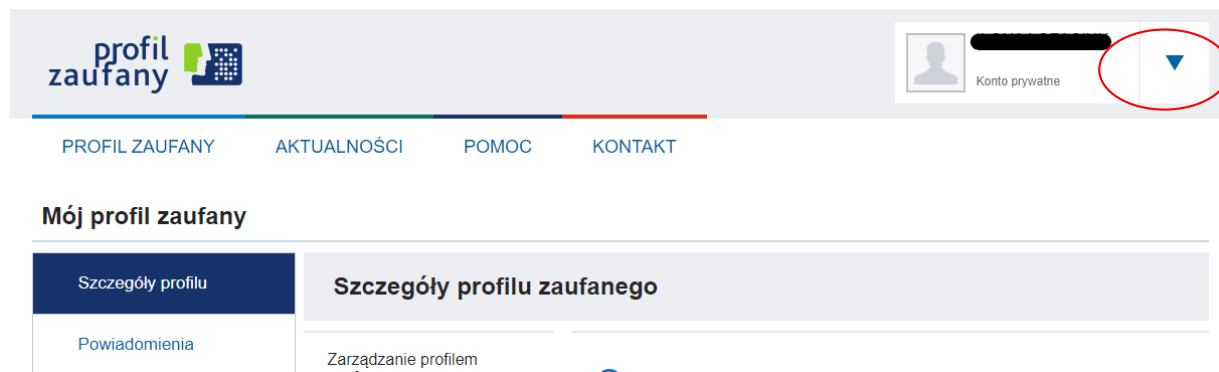 profil
zaufany
Konto prywatne
PROFIL ZAUFANY AKTUALNOŚCI POMOC KONTAKT
Mój profil zaufany
Szczegóły profilu
Szczegóły profilu zaufanego
Powiadomienia
Zarządzanie profilem